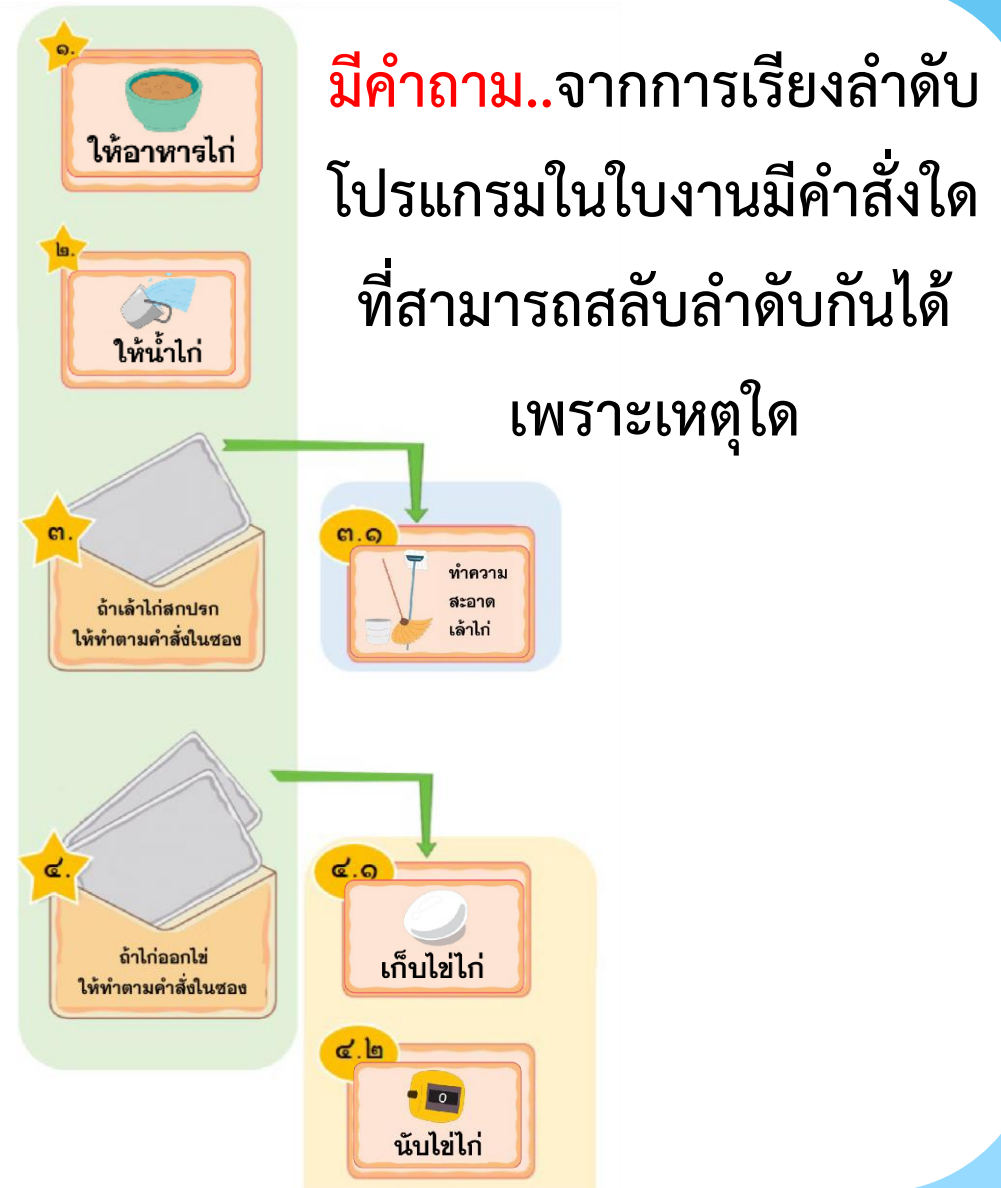 มีคำถาม..จากการเรียงลำดับ
โปรแกรมในใบงานมีคำสั่งใด
ที่สามารถสลับลำดับกันได้
เพราะเหตุใด
๑.
ให้อาหารไก่
๒.
ให้น้ำไก่
๓.
ถ้าเล้าไก่สกปรก
ให้ทำตามคำสั่งในซอง
๓.๑
ทำความ
สะอาด
เล้าไก่
๔.
ถ้าไก่ออกไข่
ให้ทำตามคำสั่งในซอง
๔.๑
เก็บไข่ไก่
๔.๒
0
นับไข่ไก่